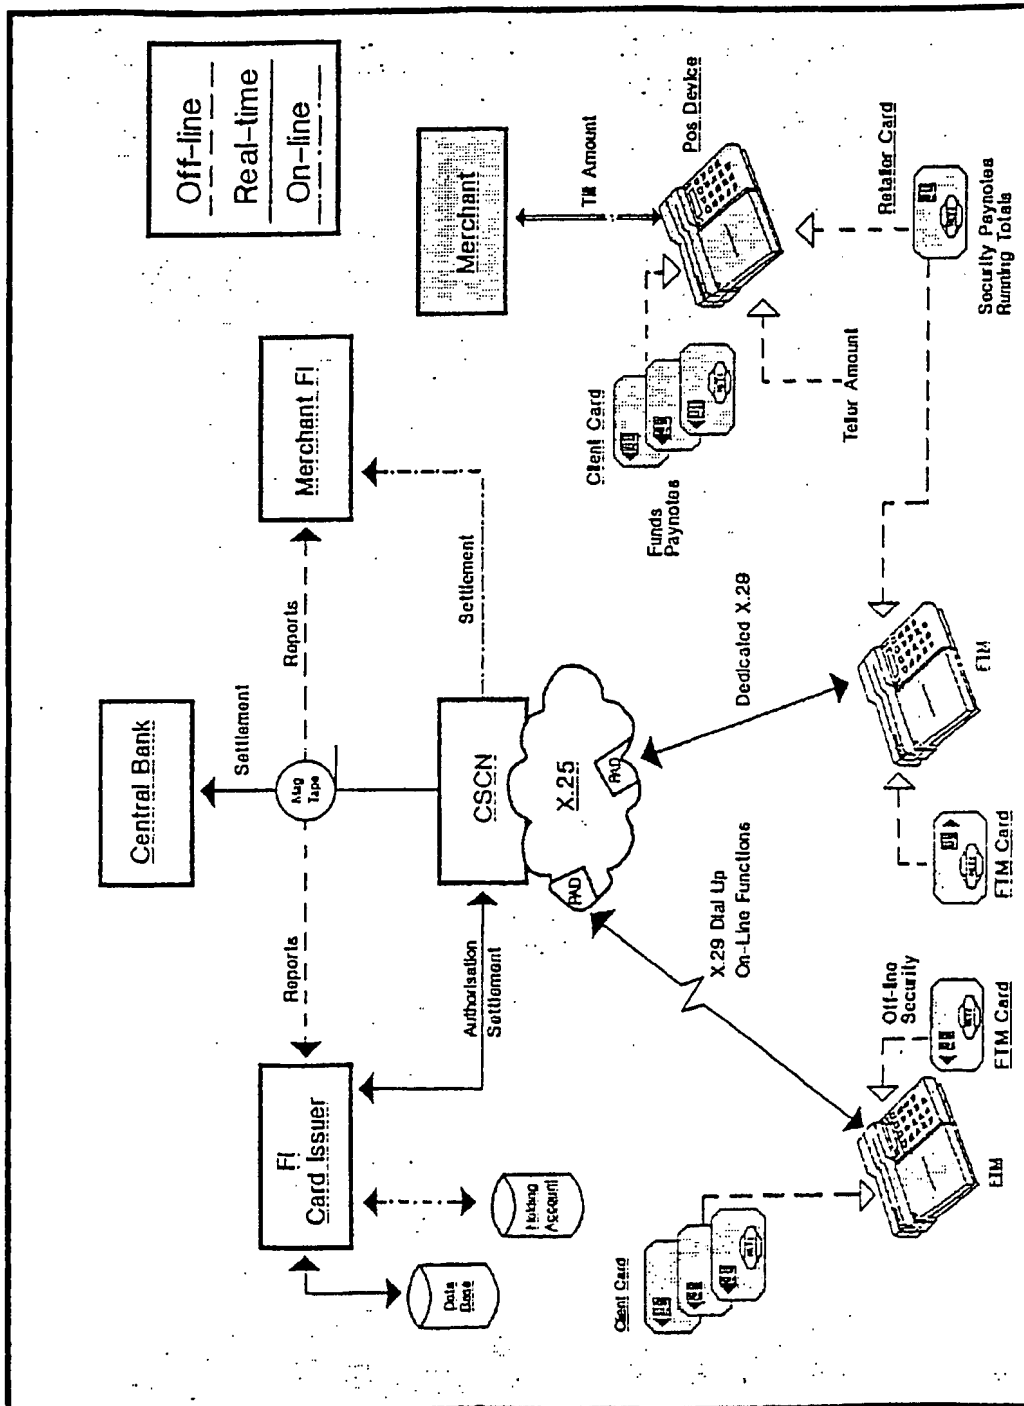 Off-line
Real-time
On-line
Central Bank
Settlement
FI
Card Issuer
Reports
Mag
Tape
Reports
Merchant FI
Data
Base
Holding
Account
Authorisation
Settlement
CSCN
Settlement
Merchant
X.25
PAD
PAD
Till Amount
Client Card
X.29 Dial Up
On-Line Functions
Dedicated X.29
Client Card
Funds
Paynotes
Pos Device
Tellor Amount
Retailor Card
Off-line
Security
FTM
FTM Card
FTM Card
FTM
Security Paynotes
Running Totals